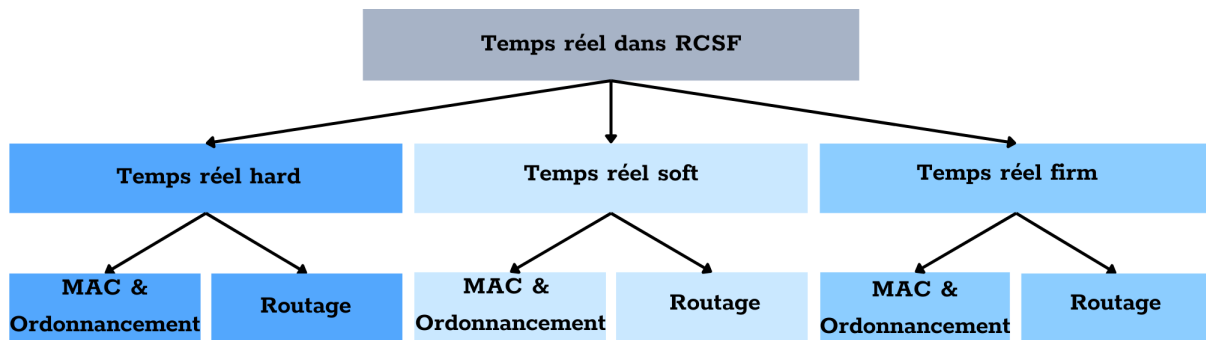 Temps réel dans RCSF
Temps réel hard
Temps réel soft
Temps réel firm
MAC &
Ordonnancement
Routage
MAC &
Ordonnancement
Routage
MAC &
Ordonnancement
Routage